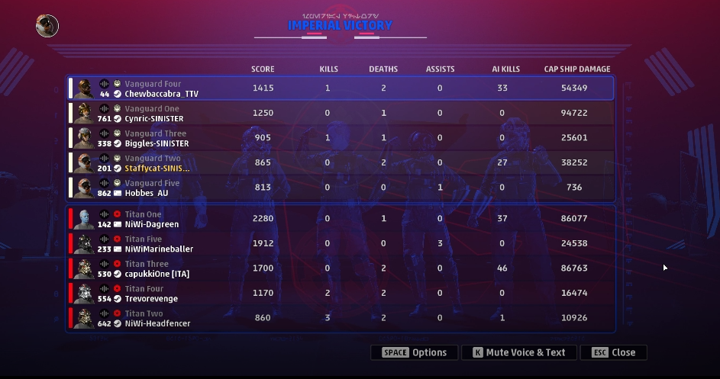 IMPERIAL VICTORY
SCORE KILLS DEATHS ASSISTS AI KILLS CAP SHIP DAMAGE
Vanguard Four
44 Chewbaccabra_TTV 1415 1 2 0 33 54349
Vanguard One
761 Cynric-SINISTER 1250 0 1 0 0 94722
Vanguard Three
338 Biggles-SINISTER 905 1 1 0 0 25601
Vanguard Two
201 Staffycat-SINIS... 865 0 2 0 27 38252
Vanguard Five
862 Hobbes_AU 813 0 0 1 0 736
Titan One
142 NiWi-Dagreen 2280 0 1 0 37 86077
Titan Five
233 NiWiMarineballer 1912 0 0 3 0 24538
Titan Three
530 capukkiOne [ITA] 1700 0 2 0 46 86763
Titan Four
554 Trevorevenge 1170 2 2 0 0 16474
Titan Two
642 NiWi-Headfencer 860 3 2 0 1 10926
SPACE Options K Mute Voice & Text ESC Close